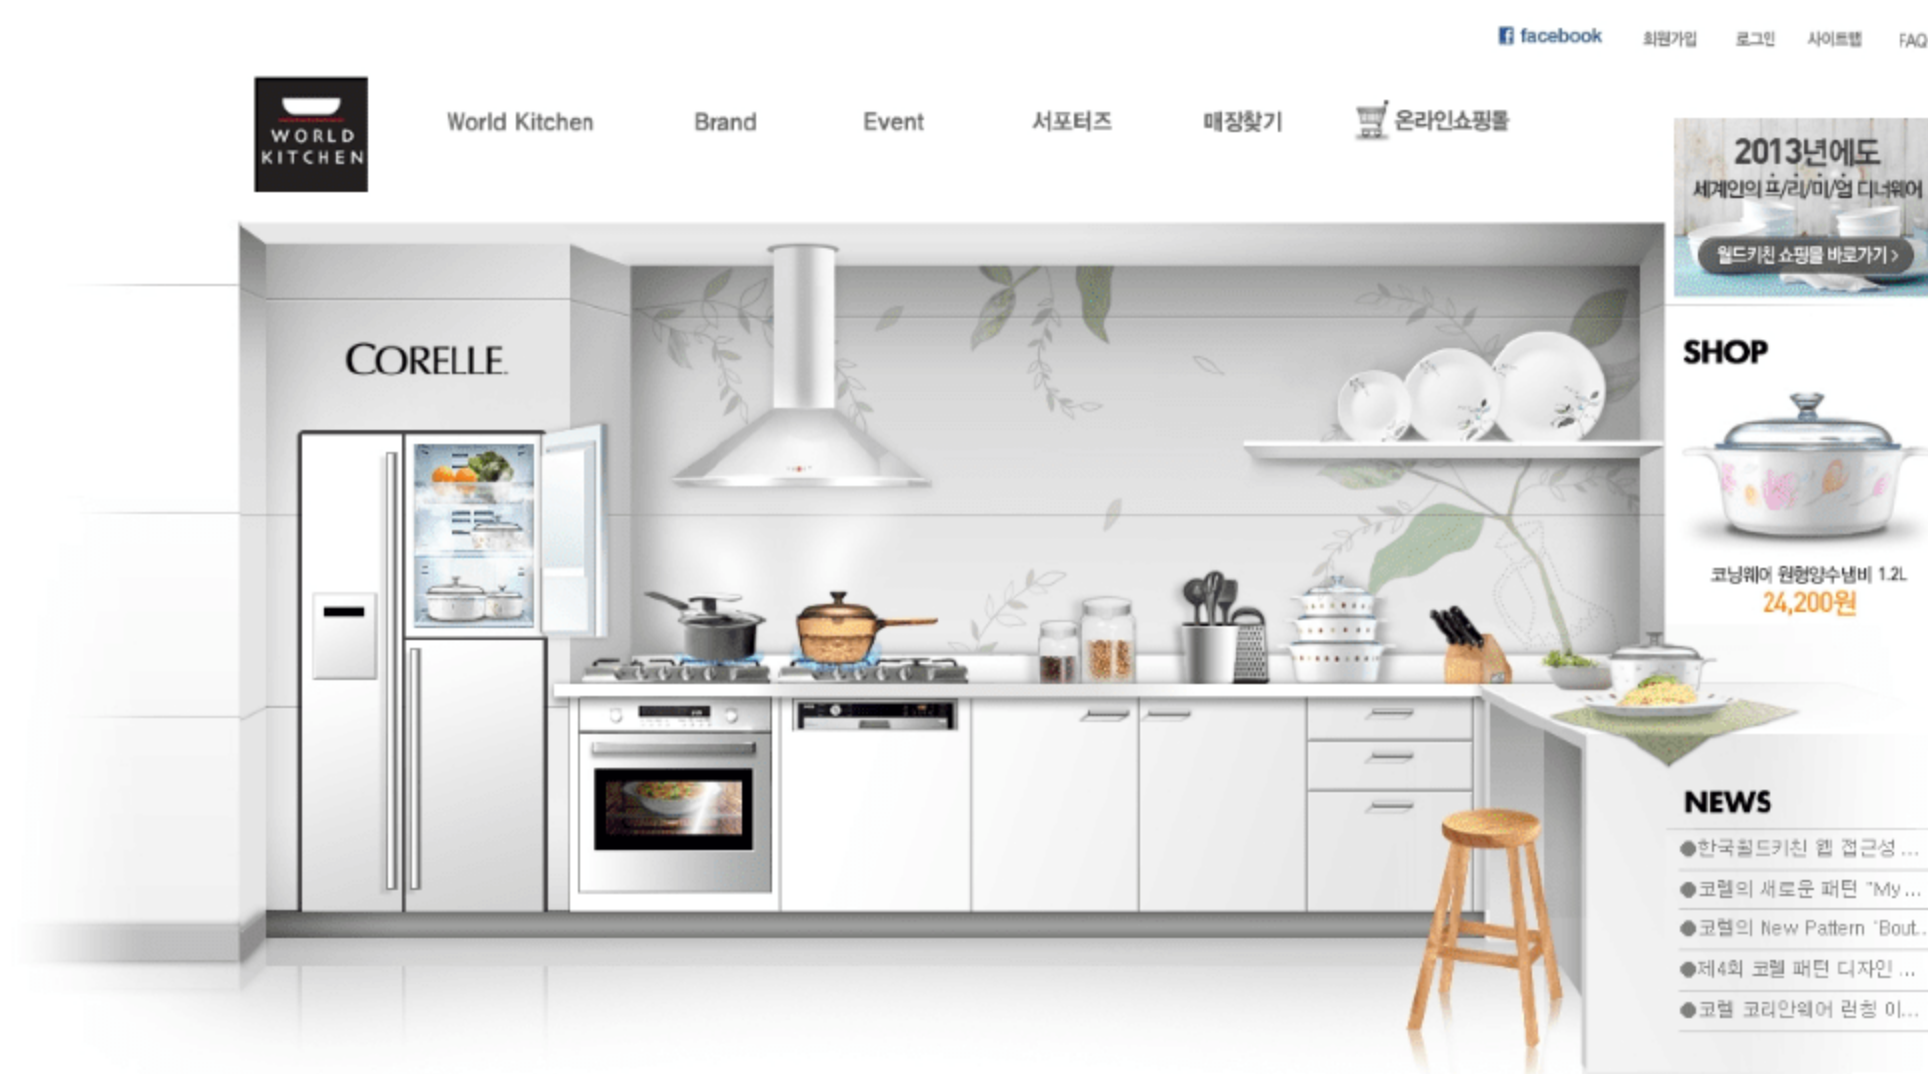 facebook 회원가입 로그인 사이트맵 FAQ
WORLD
KITCHEN
World Kitchen Brand Event 서포터즈 매장찾기 온라인쇼핑몰
2013년에도
세계인의 프/리/미/엄 디너웨어
월드키친 쇼핑몰 바로가기 >
CORELLE
SHOP
코닝웨어 원형양수냄비 1.2L
24,200원
NEWS
●한국월드키친 웹 접근성 ...
●코렐의 새로운 패턴 "My ...
●코렐의 New Pattern 'Bout..
●제4회 코렐 패턴 디자인 ...
●코렐 코리안웨어 런칭 이...